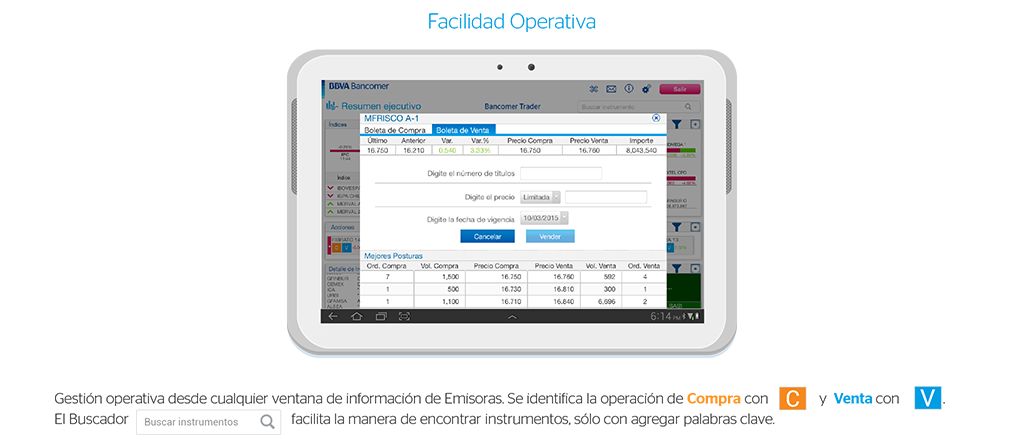 Facilidad Operativa
BBVA Bancomer
Salir
Resumen ejecutivo
Bancomer Trader
Buscar instrumento
Índices
MFRISCO A-1
Boleta de Compra Boleta de Venta
Último Anterior Var. Var.% Precio Compra Precio Venta Importe
16.750 16.210 0.540 3.33% 16.750 16.760 8,043,540
IPC
Digite el número de títulos
Índice
Digite el precio Limitada
Digite la fecha de vigencia 10/03/2015
Acciones
Cancelar Vender
C V
V
Mejores Posturas
Ord. Compra Vol. Compra Precio Compra Precio Venta Vol. Venta Ord. Venta
7 1,500 16.750 16.760 592 4
1 500 16.730 16.810 300 1
1 1,100 16.710 16.840 6,696 2
CEMEX
6:14 PM
Gestión operativa desde cualquier ventana de información de Emisoras. Se identifica la operación de Compra con C y Venta con V.
El Buscador Buscar instrumentos facilita la manera de encontrar instrumentos, sólo con agregar palabras clave.